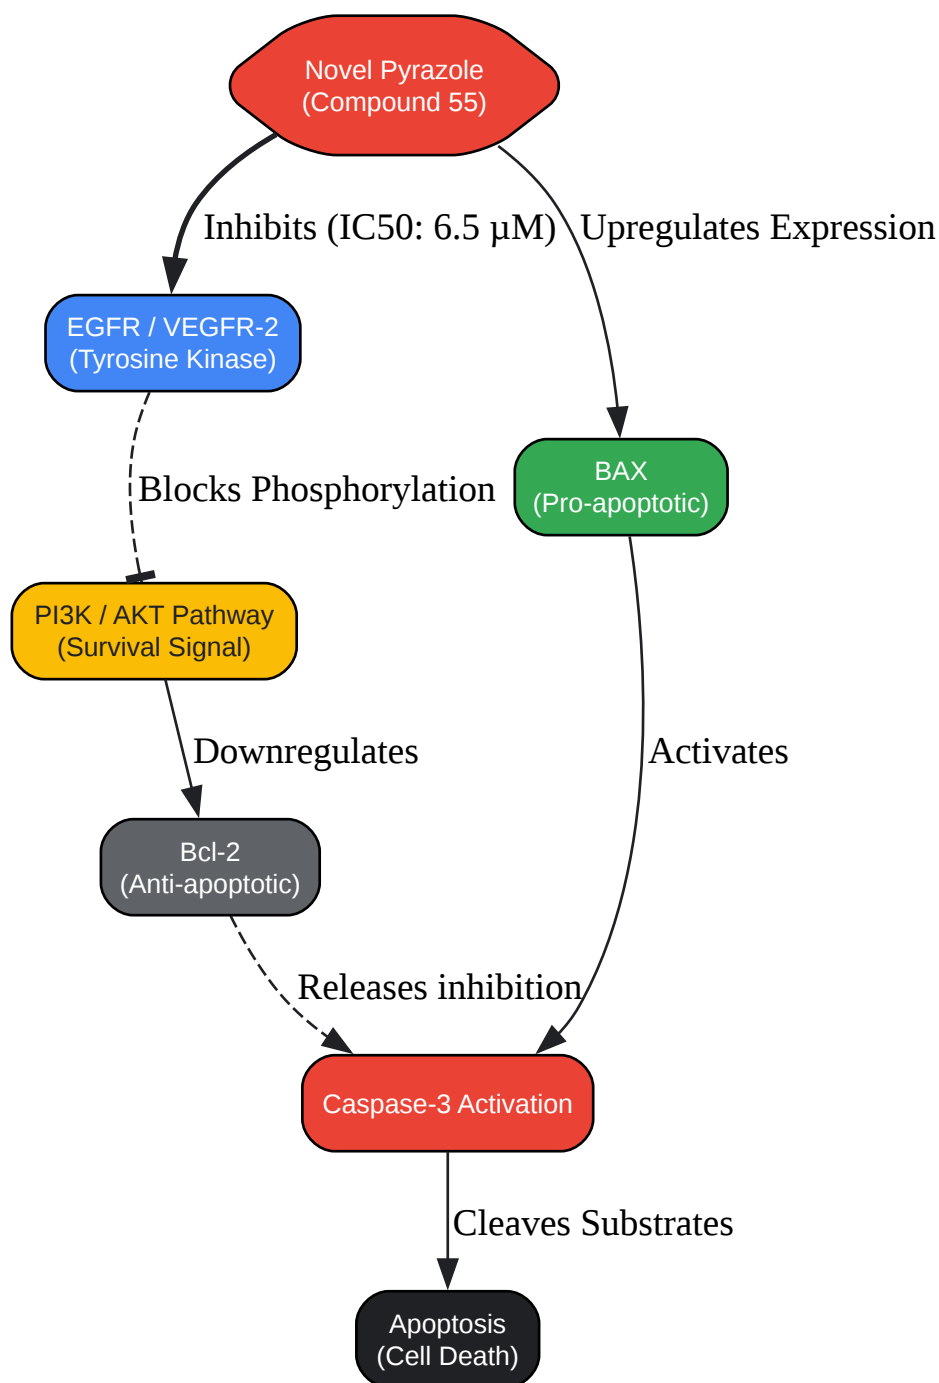 Novel Pyrazole
(Compound 55)
Inhibits (IC50: 6.5 µM)
Upregulates Expression
EGFR / VEGFR-2
(Tyrosine Kinase)
BAX
(Pro-apoptotic)
Blocks Phosphorylation
PI3K / AKT Pathway
(Survival Signal)
Downregulates
Activates
Bcl-2
(Anti-apoptotic)
Releases inhibition
Caspase-3 Activation
Cleaves Substrates
Apoptosis
(Cell Death)